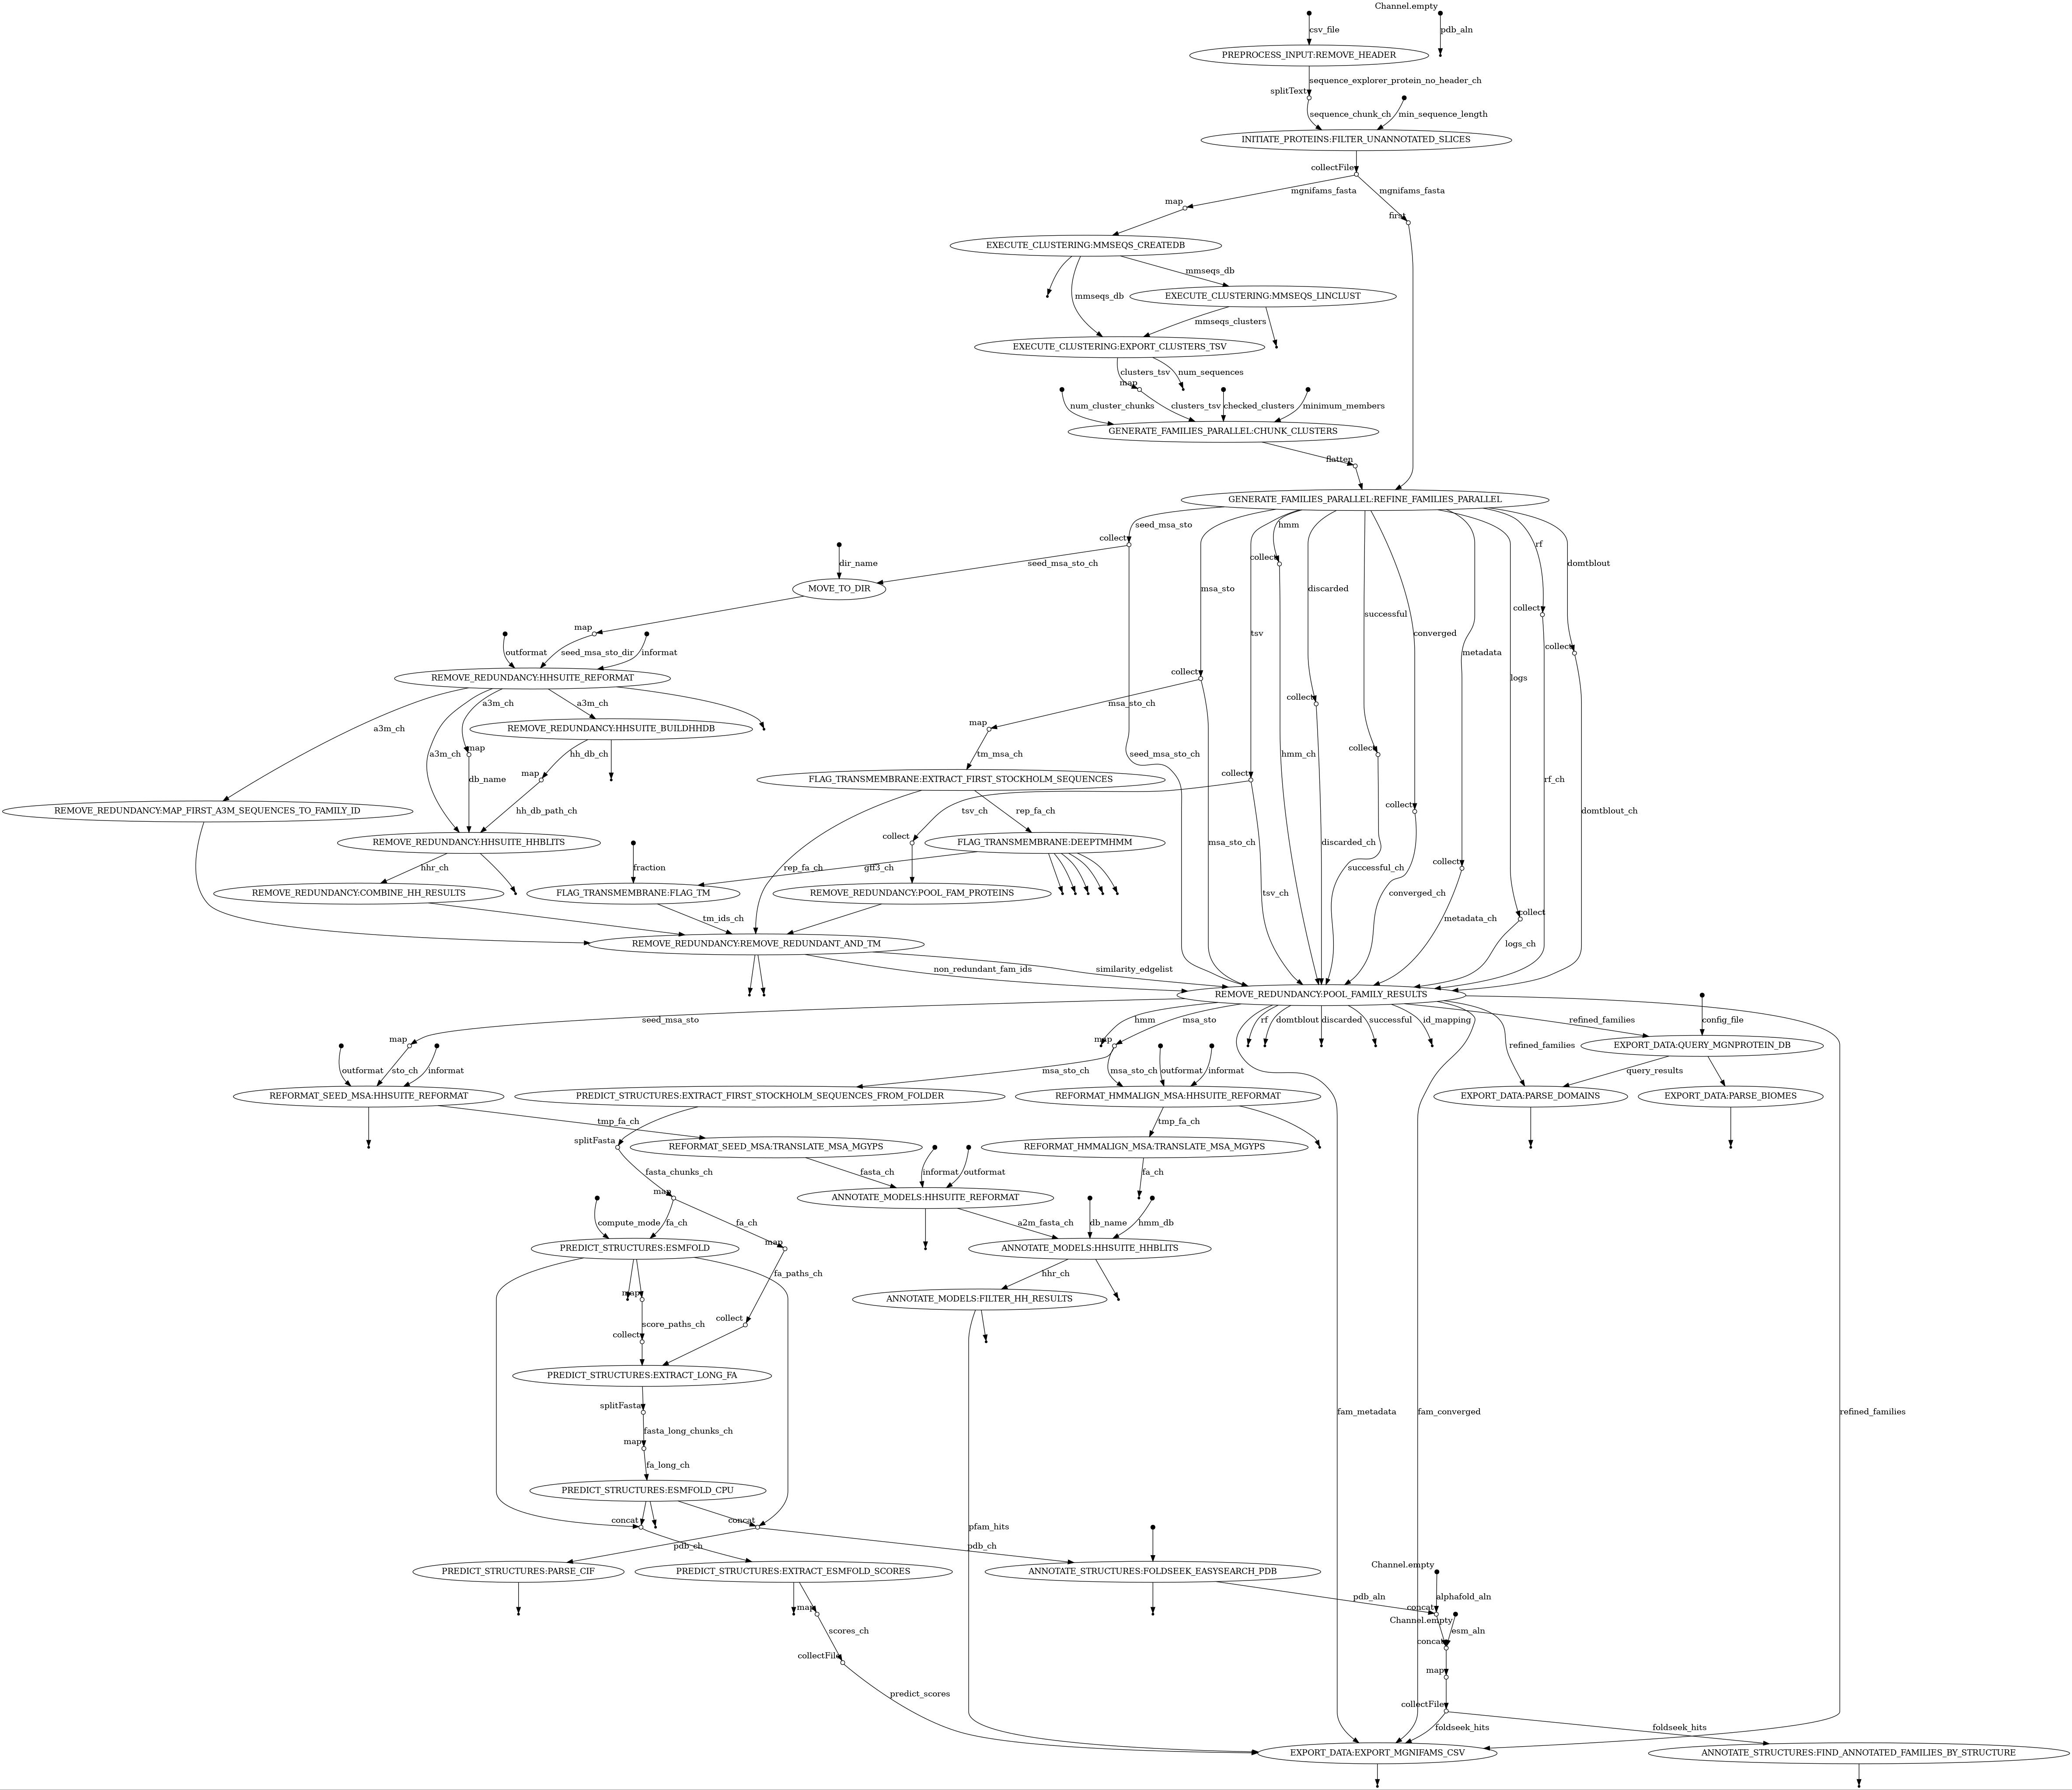 Channel.empty
csv_file
pdb_aln
PREPROCESS_INPUT:REMOVE_HEADER
sequence_explorer_protein_no_header_ch
splitText
sequence_chunk_ch
min_sequence_length
INITIATE_PROTEINS:FILTER_UNANNOTATED_SLICES
collectFile
mgnifams_fasta
mgnifams_fasta
map
first
EXECUTE_CLUSTERING:MMSEQS_CREATEDB
mmseqs_db
mmseqs_db
EXECUTE_CLUSTERING:MMSEQS_LINCLUST
mmseqs_clusters
EXECUTE_CLUSTERING:EXPORT_CLUSTERS_TSV
clusters_tsv
num_sequences
map
num_cluster_chunks
clusters_tsv
checked_clusters
minimum_members
GENERATE_FAMILIES_PARALLEL:CHUNK_CLUSTERS
flatten
GENERATE_FAMILIES_PARALLEL:REFINE_FAMILIES_PARALLEL
seed_msa_sto
hmm
collect
rf
collect
dir_name
seed_msa_sto_ch
domtblout
MOVE_TO_DIR
msa_sto
discarded
collect
successful
map
outformat
seed_msa_sto_dir
informat
tsv
converged
collect
metadata
REMOVE_REDUNDANCY:HHSUITE_REFORMAT
collect
logs
a3m_ch
a3m_ch
msa_sto_ch
collect
a3m_ch
map
REMOVE_REDUNDANCY:HHSUITE_BUILDHHDB
a3m_ch
map
hh_db_ch
tm_msa_ch
seed_msa_sto_ch
hmm_ch
collect
map
db_name
FLAG_TRANSMEMBRANE:EXTRACT_FIRST_STOCKHOLM_SEQUENCES
collect
rf_ch
REMOVE_REDUNDANCY:MAP_FIRST_A3M_SEQUENCES_TO_FAMILY_ID
hh_db_path_ch
tsv_ch
rep_fa_ch
collect
domtblout_ch
REMOVE_REDUNDANCY:HHSUITE_HHBLITS
collect
FLAG_TRANSMEMBRANE:DEEPTMHMM
msa_sto_ch
discarded_ch
hhr_ch
fraction
rep_fa_ch
gff3_ch
successful_ch
collect
REMOVE_REDUNDANCY:COMBINE_HH_RESULTS
FLAG_TRANSMEMBRANE:FLAG_TM
REMOVE_REDUNDANCY:POOL_FAM_PROTEINS
tsv_ch
converged_ch
tm_ids_ch
metadata_ch
collect
REMOVE_REDUNDANCY:REMOVE_REDUNDANT_AND_TM
logs_ch
non_redundant_fam_ids
similarity_edgelist
REMOVE_REDUNDANCY:POOL_FAMILY_RESULTS
seed_msa_sto
hmm
msa_sto
rf
domtblout
discarded
successful
id_mapping
refined_families
config_file
map
map
refined_families
EXPORT_DATA:QUERY_MGNPROTEIN_DB
outformat
sto_ch
informat
msa_sto_ch
msa_sto_ch
outformat
informat
query_results
REFORMAT_SEED_MSA:HHSUITE_REFORMAT
PREDICT_STRUCTURES:EXTRACT_FIRST_STOCKHOLM_SEQUENCES_FROM_FOLDER
REFORMAT_HMMALIGN_MSA:HHSUITE_REFORMAT
EXPORT_DATA:PARSE_DOMAINS
EXPORT_DATA:PARSE_BIOMES
tmp_fa_ch
tmp_fa_ch
splitFasta
REFORMAT_SEED_MSA:TRANSLATE_MSA_MGYPS
REFORMAT_HMMALIGN_MSA:TRANSLATE_MSA_MGYPS
fasta_chunks_ch
fasta_ch
informat
outformat
fa_ch
map
ANNOTATE_MODELS:HHSUITE_REFORMAT
compute_mode
fa_ch
fa_ch
a2m_fasta_ch
db_name
hmm_db
map
PREDICT_STRUCTURES:ESMFOLD
ANNOTATE_MODELS:HHSUITE_HHBLITS
fa_paths_ch
hhr_ch
map
ANNOTATE_MODELS:FILTER_HH_RESULTS
score_paths_ch
collect
collect
PREDICT_STRUCTURES:EXTRACT_LONG_FA
splitFasta
fam_metadata
fam_converged
refined_families
fasta_long_chunks_ch
map
fa_long_ch
PREDICT_STRUCTURES:ESMFOLD_CPU
concat
concat
pfam_hits
pdb_ch
pdb_ch
Channel.empty
PREDICT_STRUCTURES:PARSE_CIF
PREDICT_STRUCTURES:EXTRACT_ESMFOLD_SCORES
ANNOTATE_STRUCTURES:FOLDSEEK_EASYSEARCH_PDB
pdb_aln
alphafold_aln
map
concat
Channel.empty
scores_ch
esm_aln
concat
collectFile
map
predict_scores
collectFile
foldseek_hits
foldseek_hits
EXPORT_DATA:EXPORT_MGNIFAMS_CSV
ANNOTATE_STRUCTURES:FIND_ANNOTATED_FAMILIES_BY_STRUCTURE